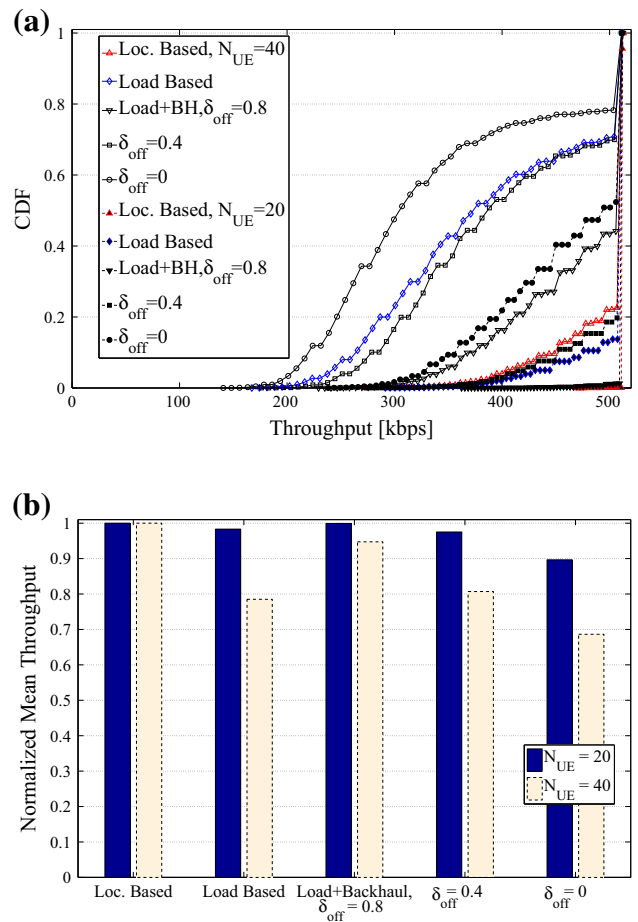 (a)
1
0.8
0.6
0.4
0.2
0
CDF
Loc. Based, N_UE=40
Load Based
Load+BH,δ_off=0.8
δ_off=0.4
δ_off=0
Loc. Based, N_UE=20
Load Based
Load+BH,δ_off=0.8
δ_off=0.4
δ_off=0
0 100 200 300 400 500
Throughput [kbps]
(b)
1
0.9
0.8
0.7
0.6
0.5
0.4
0.3
0.2
0.1
0
Normalized Mean Throughput
N_UE = 20
N_UE = 40
Loc. Based Load Based Load+Backhaul, δ_off = 0.4 δ_off = 0
δ_off = 0.8